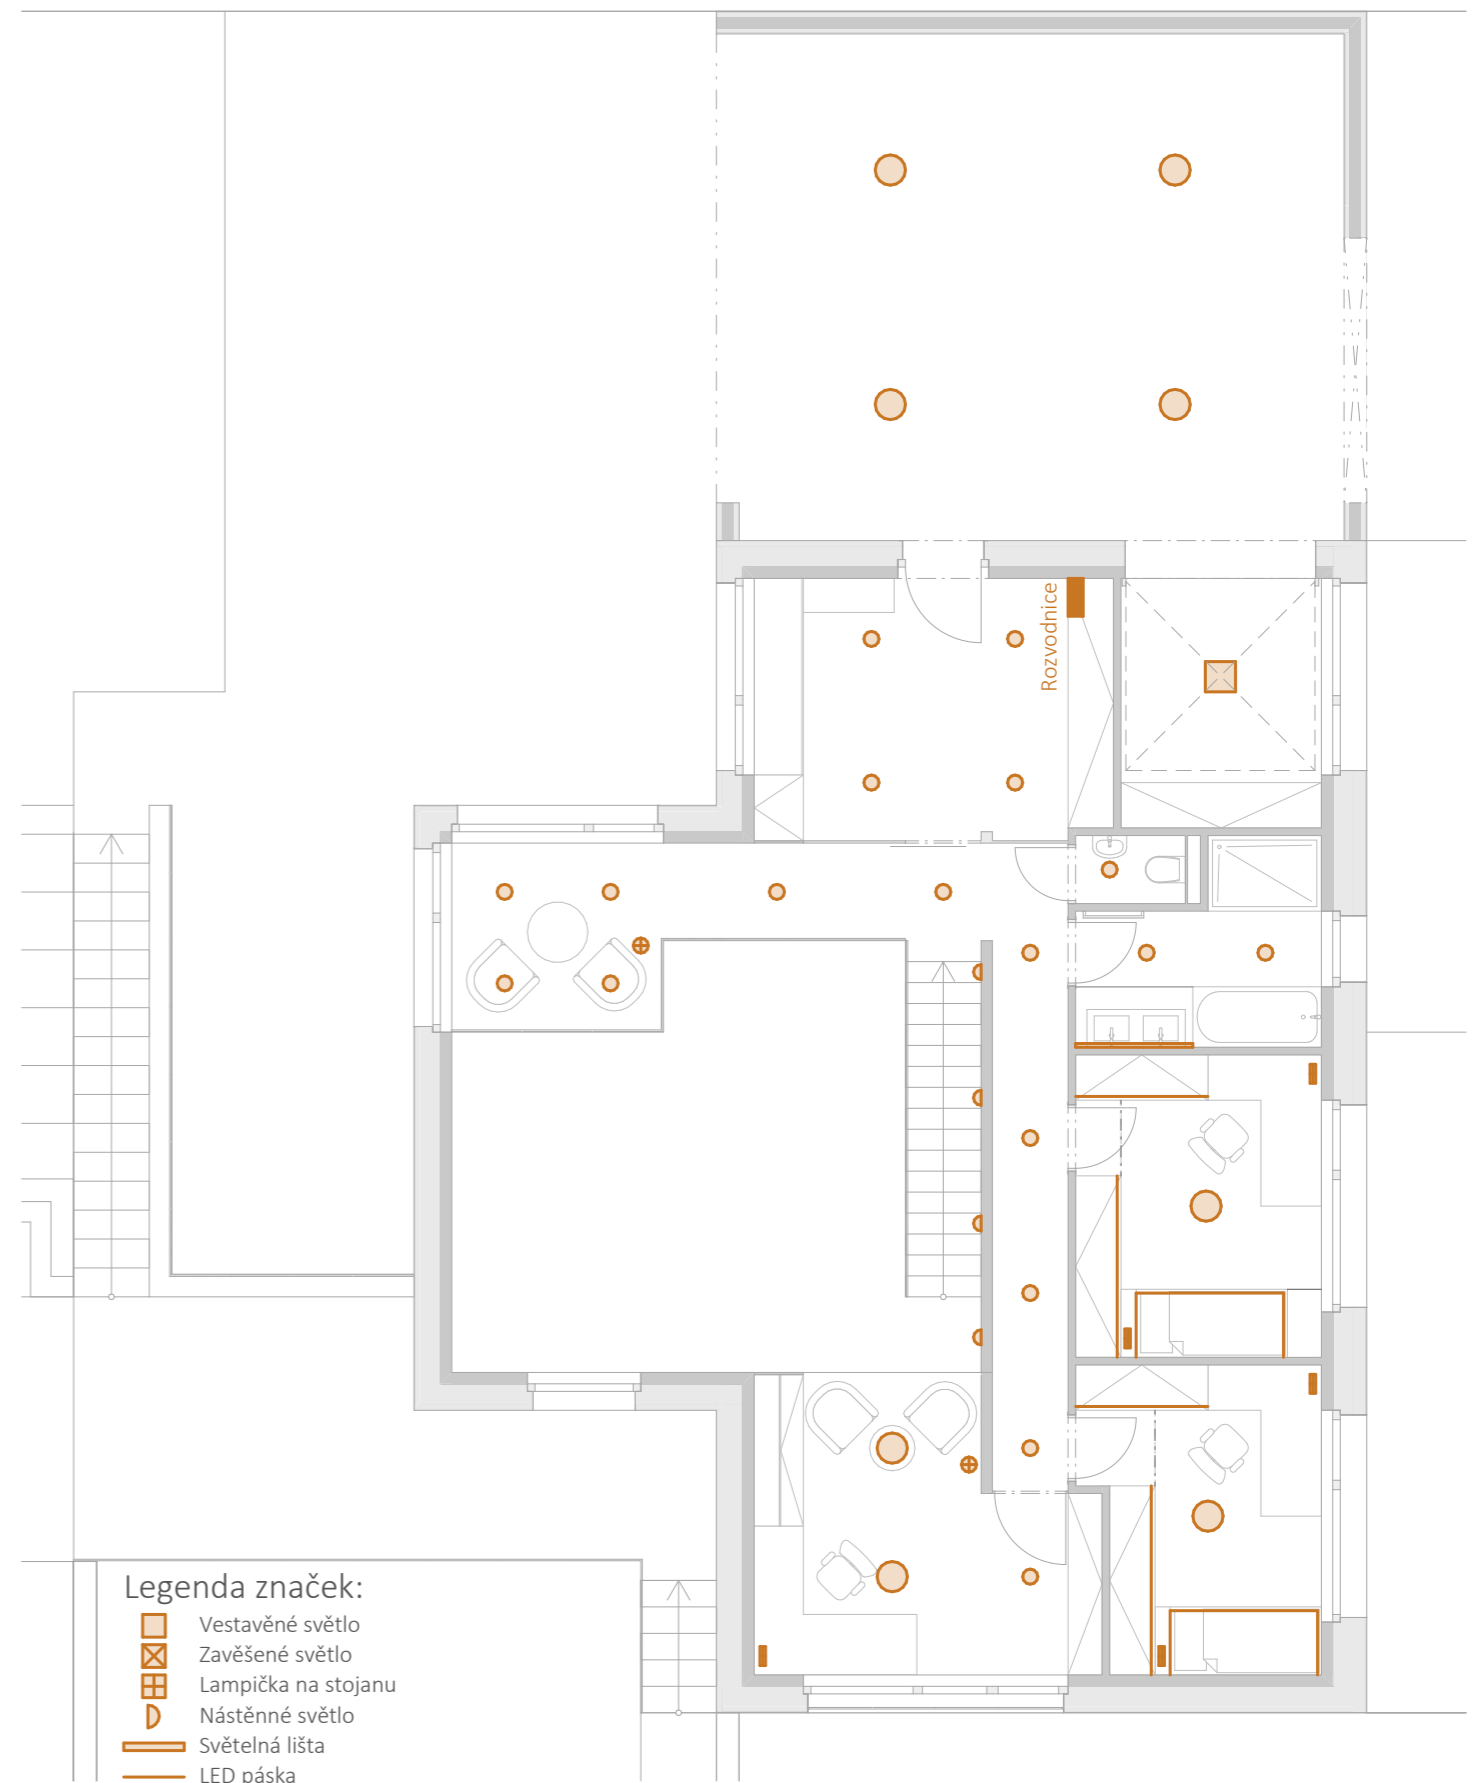 Rozvodnice
Legenda značek:
Vestavěné světlo
Zavěšené světlo
Lampička na stojanu
Nástěnné světlo
Světelná lišta
LED páska